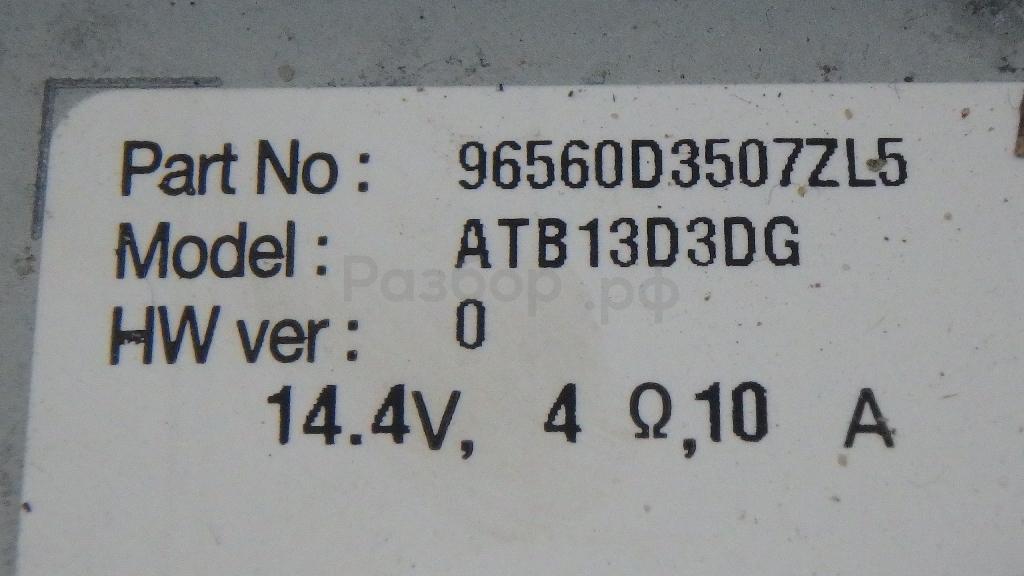 Part No : 96560D3507ZL5
Model : ATB13D3DG
Разбор.рф
HW ver : 0
14.4V, 4 Ω,10 A